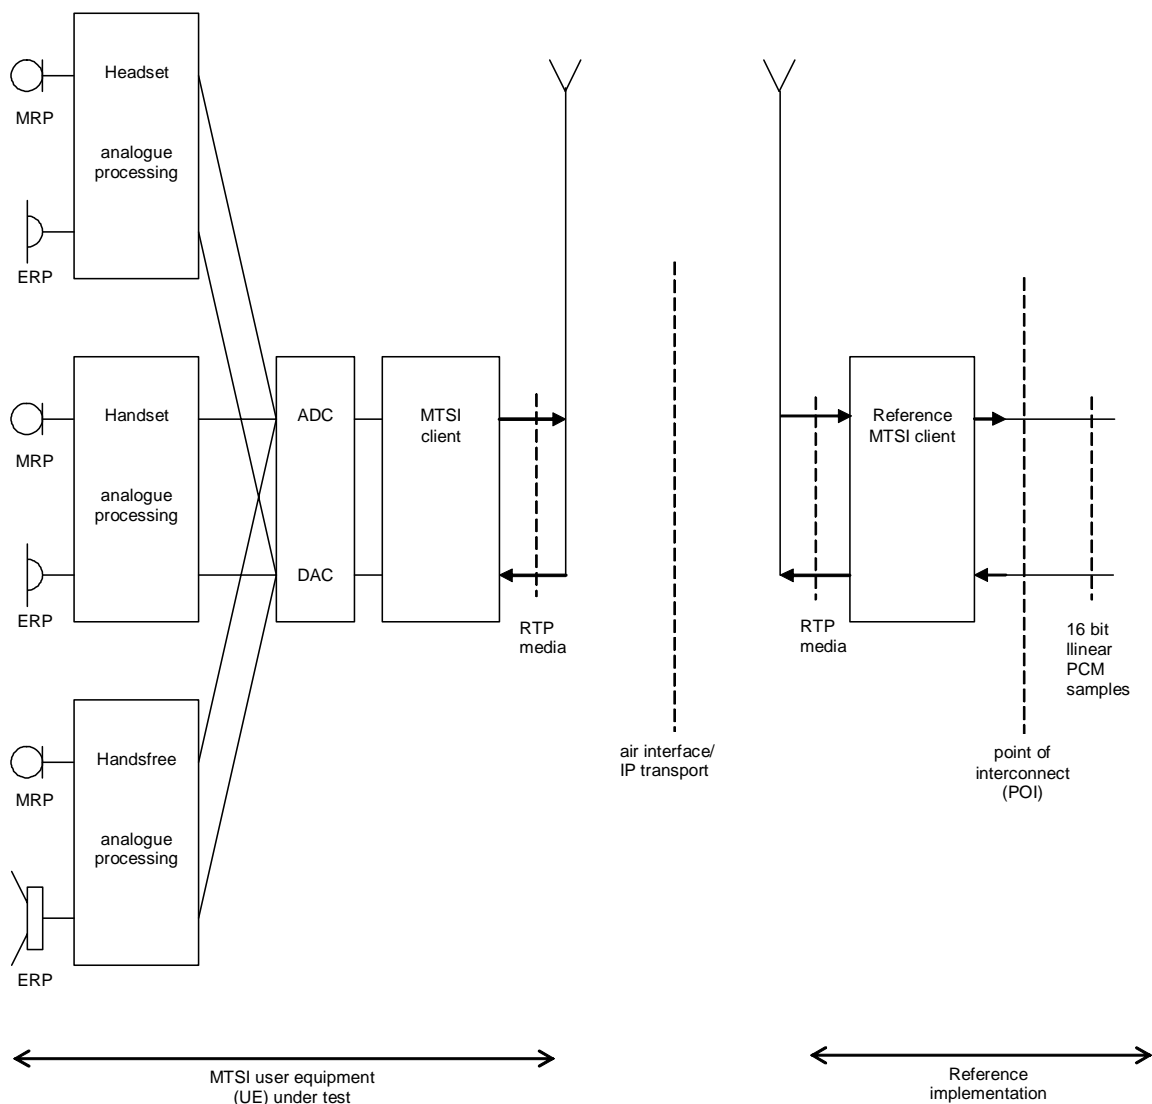 Headset
MRP
analogue
processing
ERP
Handset
MRP
analogue
processing
ERP
Handsfree
MRP
analogue
processing
ERP
ADC
DAC
MTSI
client
RTP
media
air interface/
IP transport
RTP
media
Reference
MTSI client
point of
interconnect
(POI)
16 bit
llinear
PCM
samples
MTSI user equipment
(UE) under test
Reference
implementation